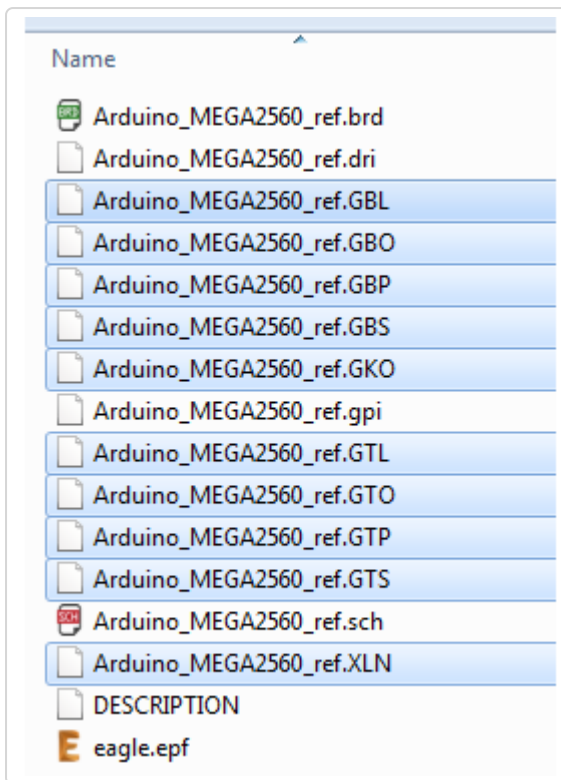 Name
Arduino_MEGA2560_ref.brd
Arduino_MEGA2560_ref.dri
Arduino_MEGA2560_ref.GBL
Arduino_MEGA2560_ref.GBO
Arduino_MEGA2560_ref.GBP
Arduino_MEGA2560_ref.GBS
Arduino_MEGA2560_ref.GKO
Arduino_MEGA2560_ref.gpi
Arduino_MEGA2560_ref.GTL
Arduino_MEGA2560_ref.GTO
Arduino_MEGA2560_ref.GTP
Arduino_MEGA2560_ref.GTS
Arduino_MEGA2560_ref.sch
Arduino_MEGA2560_ref.XLN
DESCRIPTION
eagle.epf